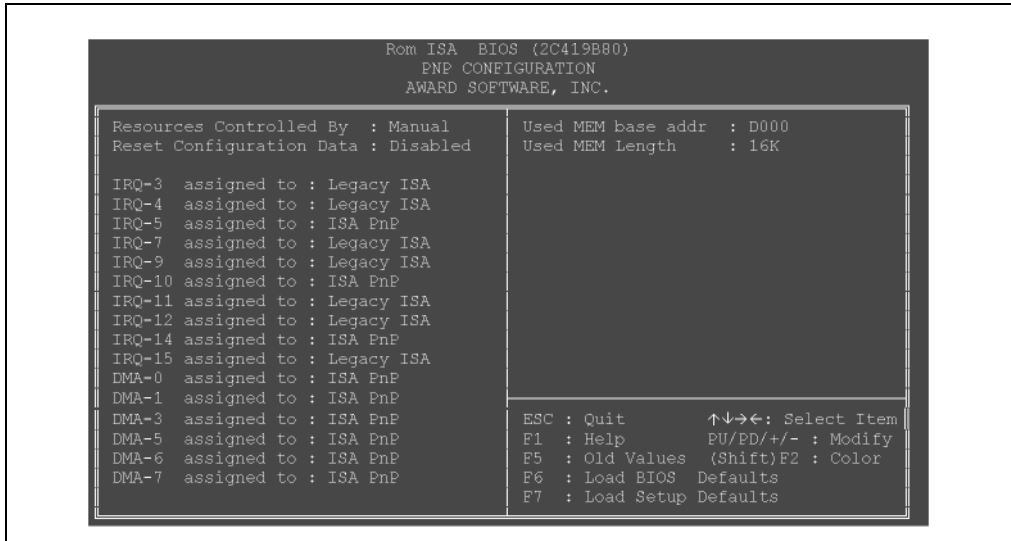 Rom ISA BIOS (2C419B80)
PNP CONFIGURATION
AWARD SOFTWARE, INC.
Resources Controlled By : Manual
Reset Configuration Data : Disabled
IRQ-3 assigned to : Legacy ISA
IRQ-4 assigned to : Legacy ISA
IRQ-5 assigned to : ISA PnP
IRQ-7 assigned to : Legacy ISA
IRQ-9 assigned to : Legacy ISA
IRQ-10 assigned to : ISA PnP
IRQ-11 assigned to : Legacy ISA
IRQ-12 assigned to : Legacy ISA
IRQ-14 assigned to : ISA PnP
IRQ-15 assigned to : Legacy ISA
DMA-0 assigned to : ISA PnP
DMA-1 assigned to : ISA PnP
DMA-3 assigned to : ISA PnP
DMA-5 assigned to : ISA PnP
DMA-6 assigned to : ISA PnP
DMA-7 assigned to : ISA PnP
Used MEM base addr : D000
Used MEM Length : 16K
ESC : Quit ↑↓→←: Select Item
F1 : Help PU/PD/+/- : Modify
F5 : Old Values (Shift)F2 : Color
F6 : Load BIOS Defaults
F7 : Load Setup Defaults